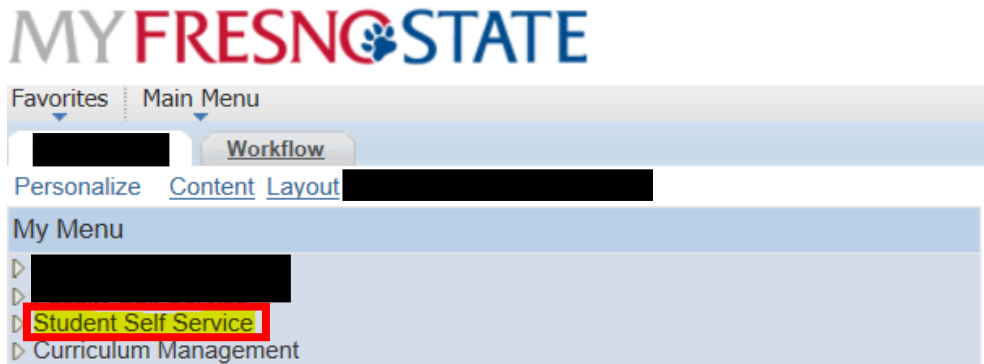 MY FRESNO STATE
Favorites Main Menu
Workflow
Personalize Content Layout
My Menu
Student Self Service
Curriculum Management